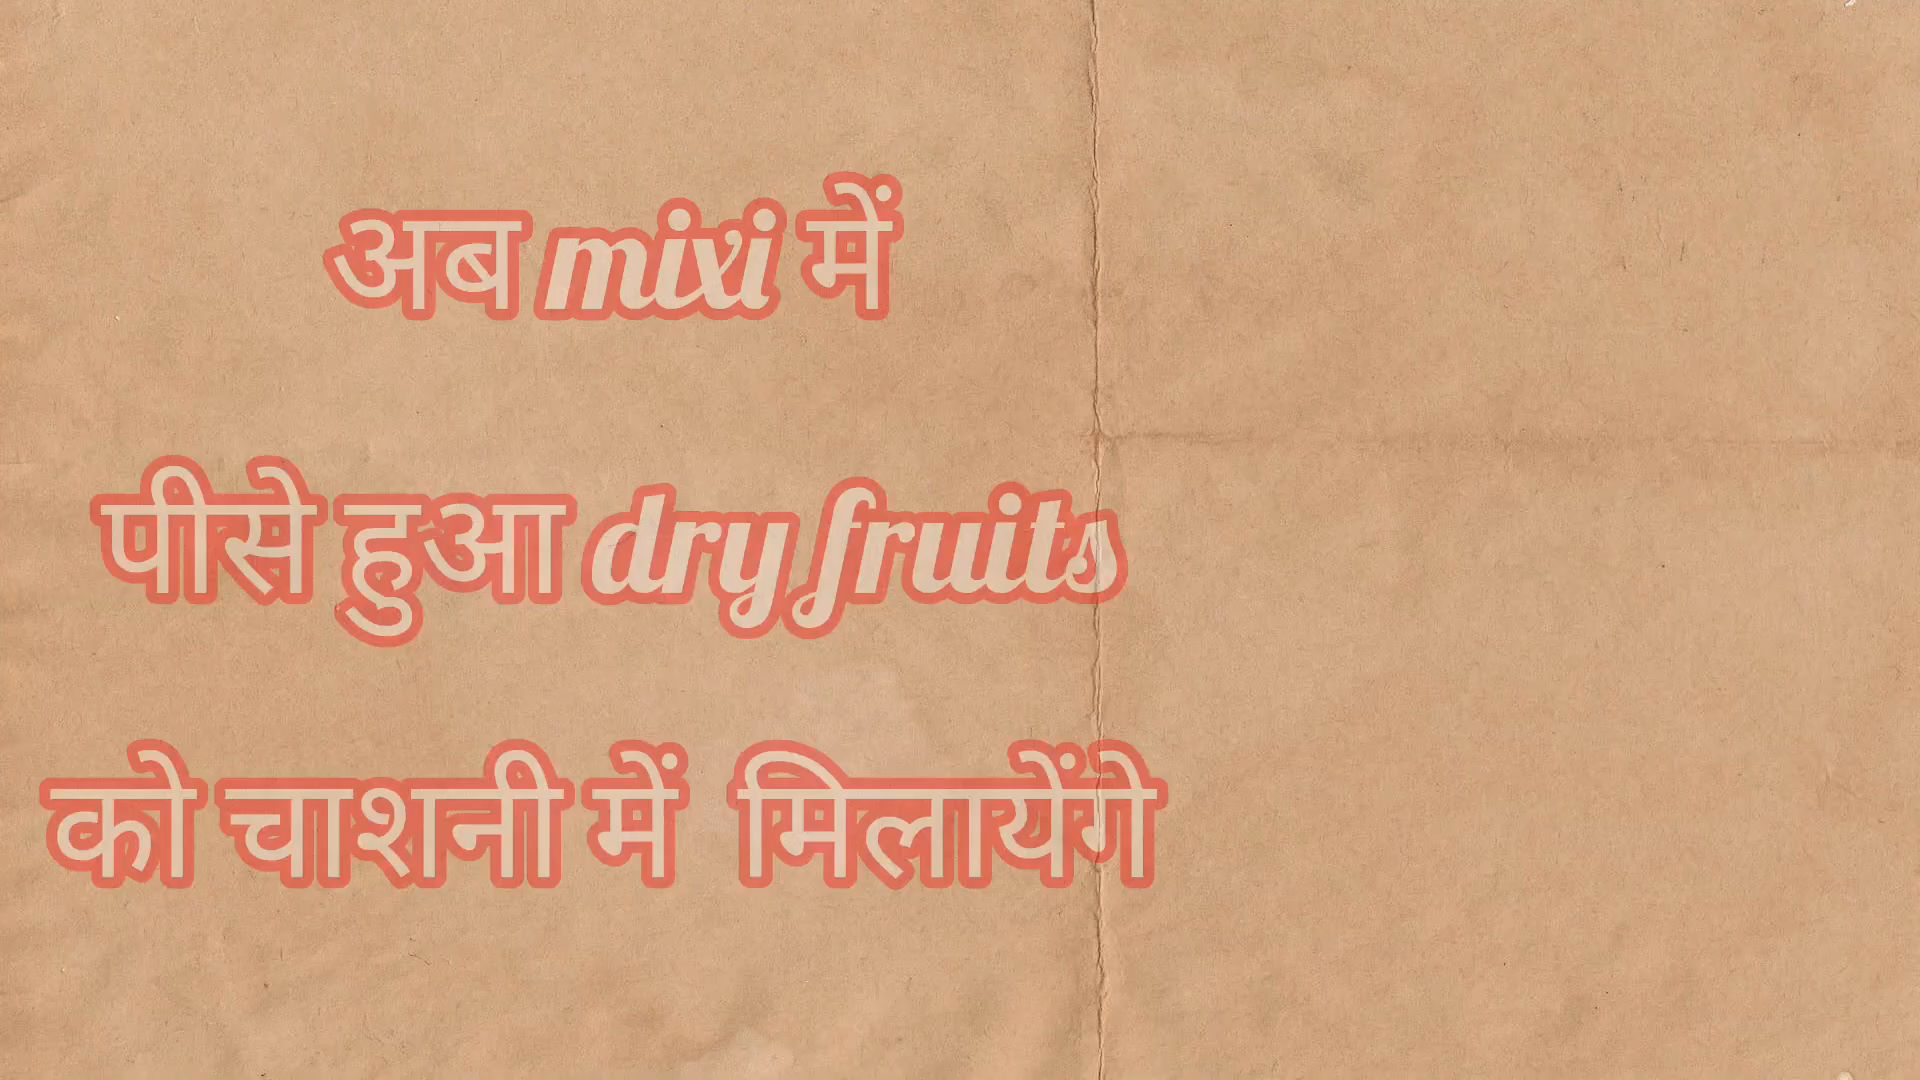 अब mixi में
पीसे हुआ dry fruits
को चाशनी में मिलायेंगे